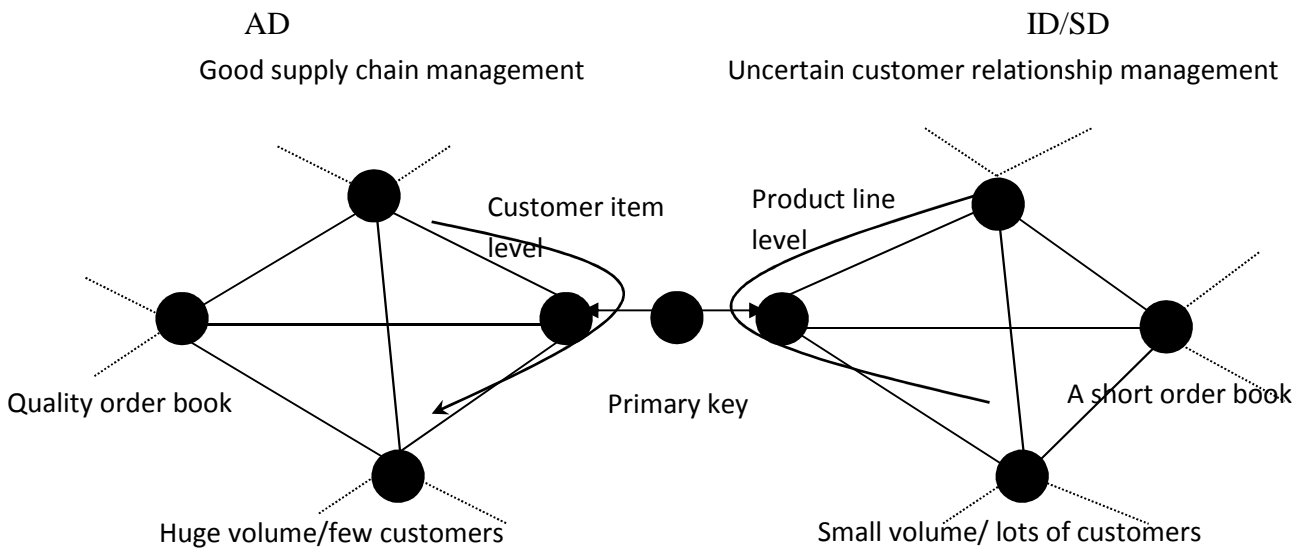 AD
ID/SD
Good supply chain management
Uncertain customer relationship management
Customer item
level
Product line
level
Quality order book
Primary key
A short order book
Huge volume/few customers
Small volume/ lots of customers